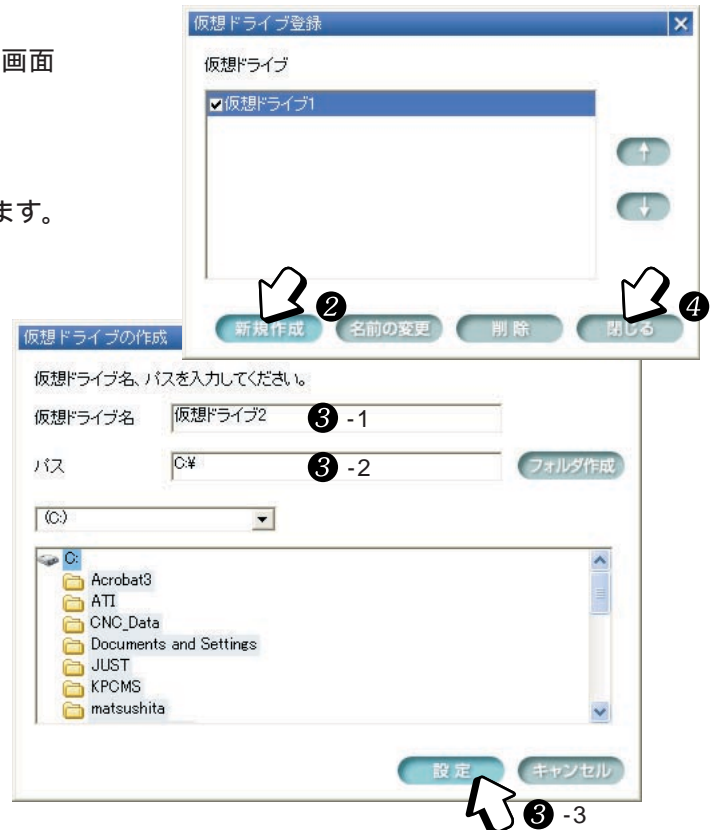 画面
ます。
仮想ドライブ登録
仮想ドライブ
仮想ドライブ1
新規作成 名前の変更 削除 閉じる
❷
❹
仮想ドライブの作成
仮想ドライブ名、パスを入力してください。
仮想ドライブ名 仮想ドライブ2 ❸ -1
パス C:¥ ❸ -2 フォルダ作成
(C:)
C:
Acrobat3
ATI
CNC_Data
Documents and Settings
JUST
KPCMS
matsushita
設定 キャンセル
❸ -3